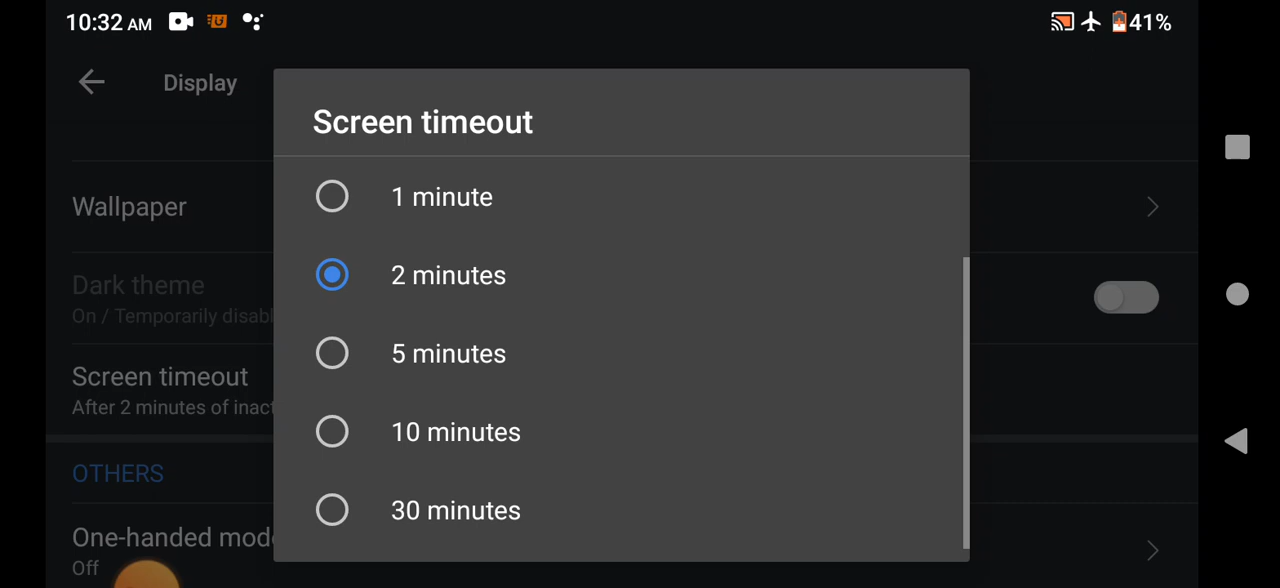 10:32 AM
41%
Display
Screen timeout
1 minute
Wallpaper
2 minutes
Dark theme
On / Temporarily disabl
5 minutes
Screen timeout
After 2 minutes of inact
10 minutes
OTHERS
30 minutes
One-handed mode
Off